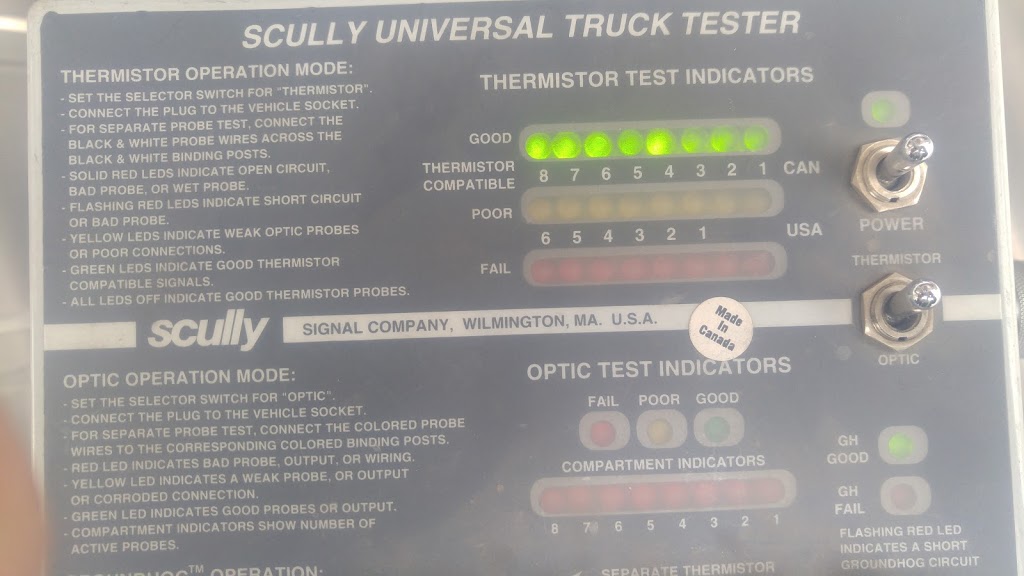 SCULLY UNIVERSAL TRUCK TESTER
THERMISTOR OPERATION MODE:
- SET THE SELECTOR SWITCH FOR "THERMISTOR".
- CONNECT THE PLUG TO THE VEHICLE SOCKET.
- FOR SEPARATE PROBE TEST, CONNECT THE
BLACK & WHITE PROBE WIRES ACROSS THE
BLACK & WHITE BINDING POSTS.
- SOLID RED LEDS INDICATE OPEN CIRCUIT,
BAD PROBE, OR WET PROBE.
- FLASHING RED LEDS INDICATE SHORT CIRCUIT
OR BAD PROBE.
- YELLOW LEDS INDICATE WEAK OPTIC PROBES
OR POOR CONNECTIONS.
- GREEN LEDS INDICATE GOOD THERMISTOR
COMPATIBLE SIGNALS.
- ALL LEDS OFF INDICATE GOOD THERMISTOR PROBES.
THERMISTOR TEST INDICATORS
GOOD
8 7 6 5 4 3 2 1 CAN
THERMISTOR
COMPATIBLE
POOR
6 5 4 3 2 1 USA
FAIL
POWER
THERMISTOR
OPTIC
scully
SIGNAL COMPANY, WILMINGTON, MA. U.S.A.
Made
in
Canada
OPTIC OPERATION MODE:
- SET THE SELECTOR SWITCH FOR "OPTIC".
- CONNECT THE PLUG TO THE VEHICLE SOCKET.
- FOR SEPARATE PROBE TEST, CONNECT THE COLORED PROBE
WIRES TO THE CORRESPONDING COLORED BINDING POSTS.
- RED LED INDICATES BAD PROBE, OUTPUT, OR WIRING.
- YELLOW LED INDICATES A WEAK PROBE, OR OUTPUT
OR CORRODED CONNECTION.
- GREEN LED INDICATES GOOD PROBES OR OUTPUT.
- COMPARTMENT INDICATORS SHOW NUMBER OF
ACTIVE PROBES.
OPTIC TEST INDICATORS
FAIL POOR GOOD
COMPARTMENT INDICATORS
8 7 6 5 4 3 2 1
GH
GOOD
GH
FAIL
FLASHING RED LED
INDICATES A SHORT
GROUNDHOG CIRCUIT
GROUNDHOG™ OPERATION:
SEPARATE THERMISTOR